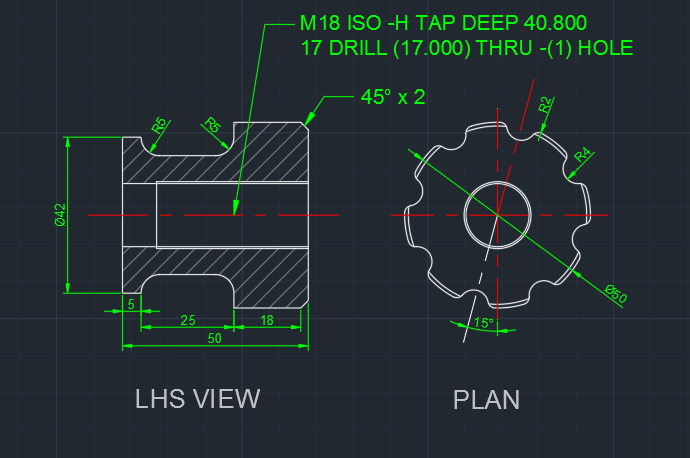 M18 ISO -H TAP DEEP 40.800
17 DRILL (17.000) THRU -(1) HOLE
45° x 2
R5
R5
R2
R4
Ø42
Ø50
5
25
18
15°
50
LHS VIEW
PLAN